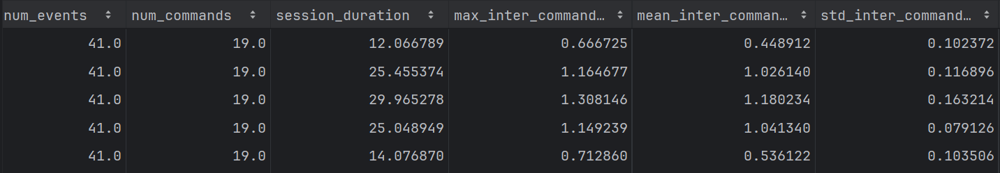 num_events num_commands session_duration max_inter_command… mean_inter_comman… std_inter_command…
41.0 19.0 12.066789 0.666725 0.448912 0.102372
41.0 19.0 25.455374 1.164677 1.026140 0.116896
41.0 19.0 29.965278 1.308146 1.180234 0.163214
41.0 19.0 25.048949 1.149239 1.041340 0.079126
41.0 19.0 14.076870 0.712860 0.536122 0.103506